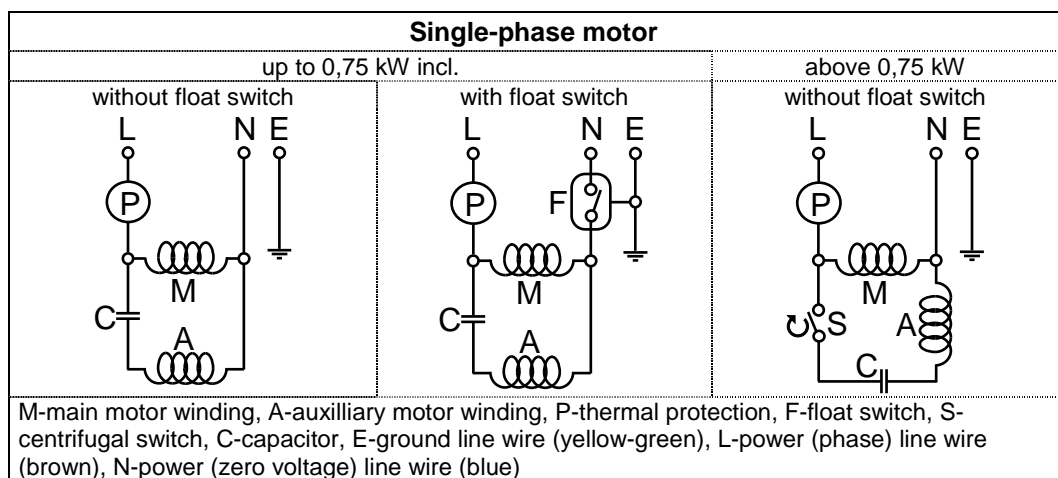 Single-phase motor
up to 0,75 kW incl.
above 0,75 kW
without float switch
with float switch
without float switch
L N E
P
M
C
A
L N E
P
F
M
C
A
L N E
P
M
S
A
C
M-main motor winding, A-auxilliary motor winding, P-thermal protection, F-float switch, S-
centrifugal switch, C-capacitor, E-ground line wire (yellow-green), L-power (phase) line wire
(brown), N-power (zero voltage) line wire (blue)